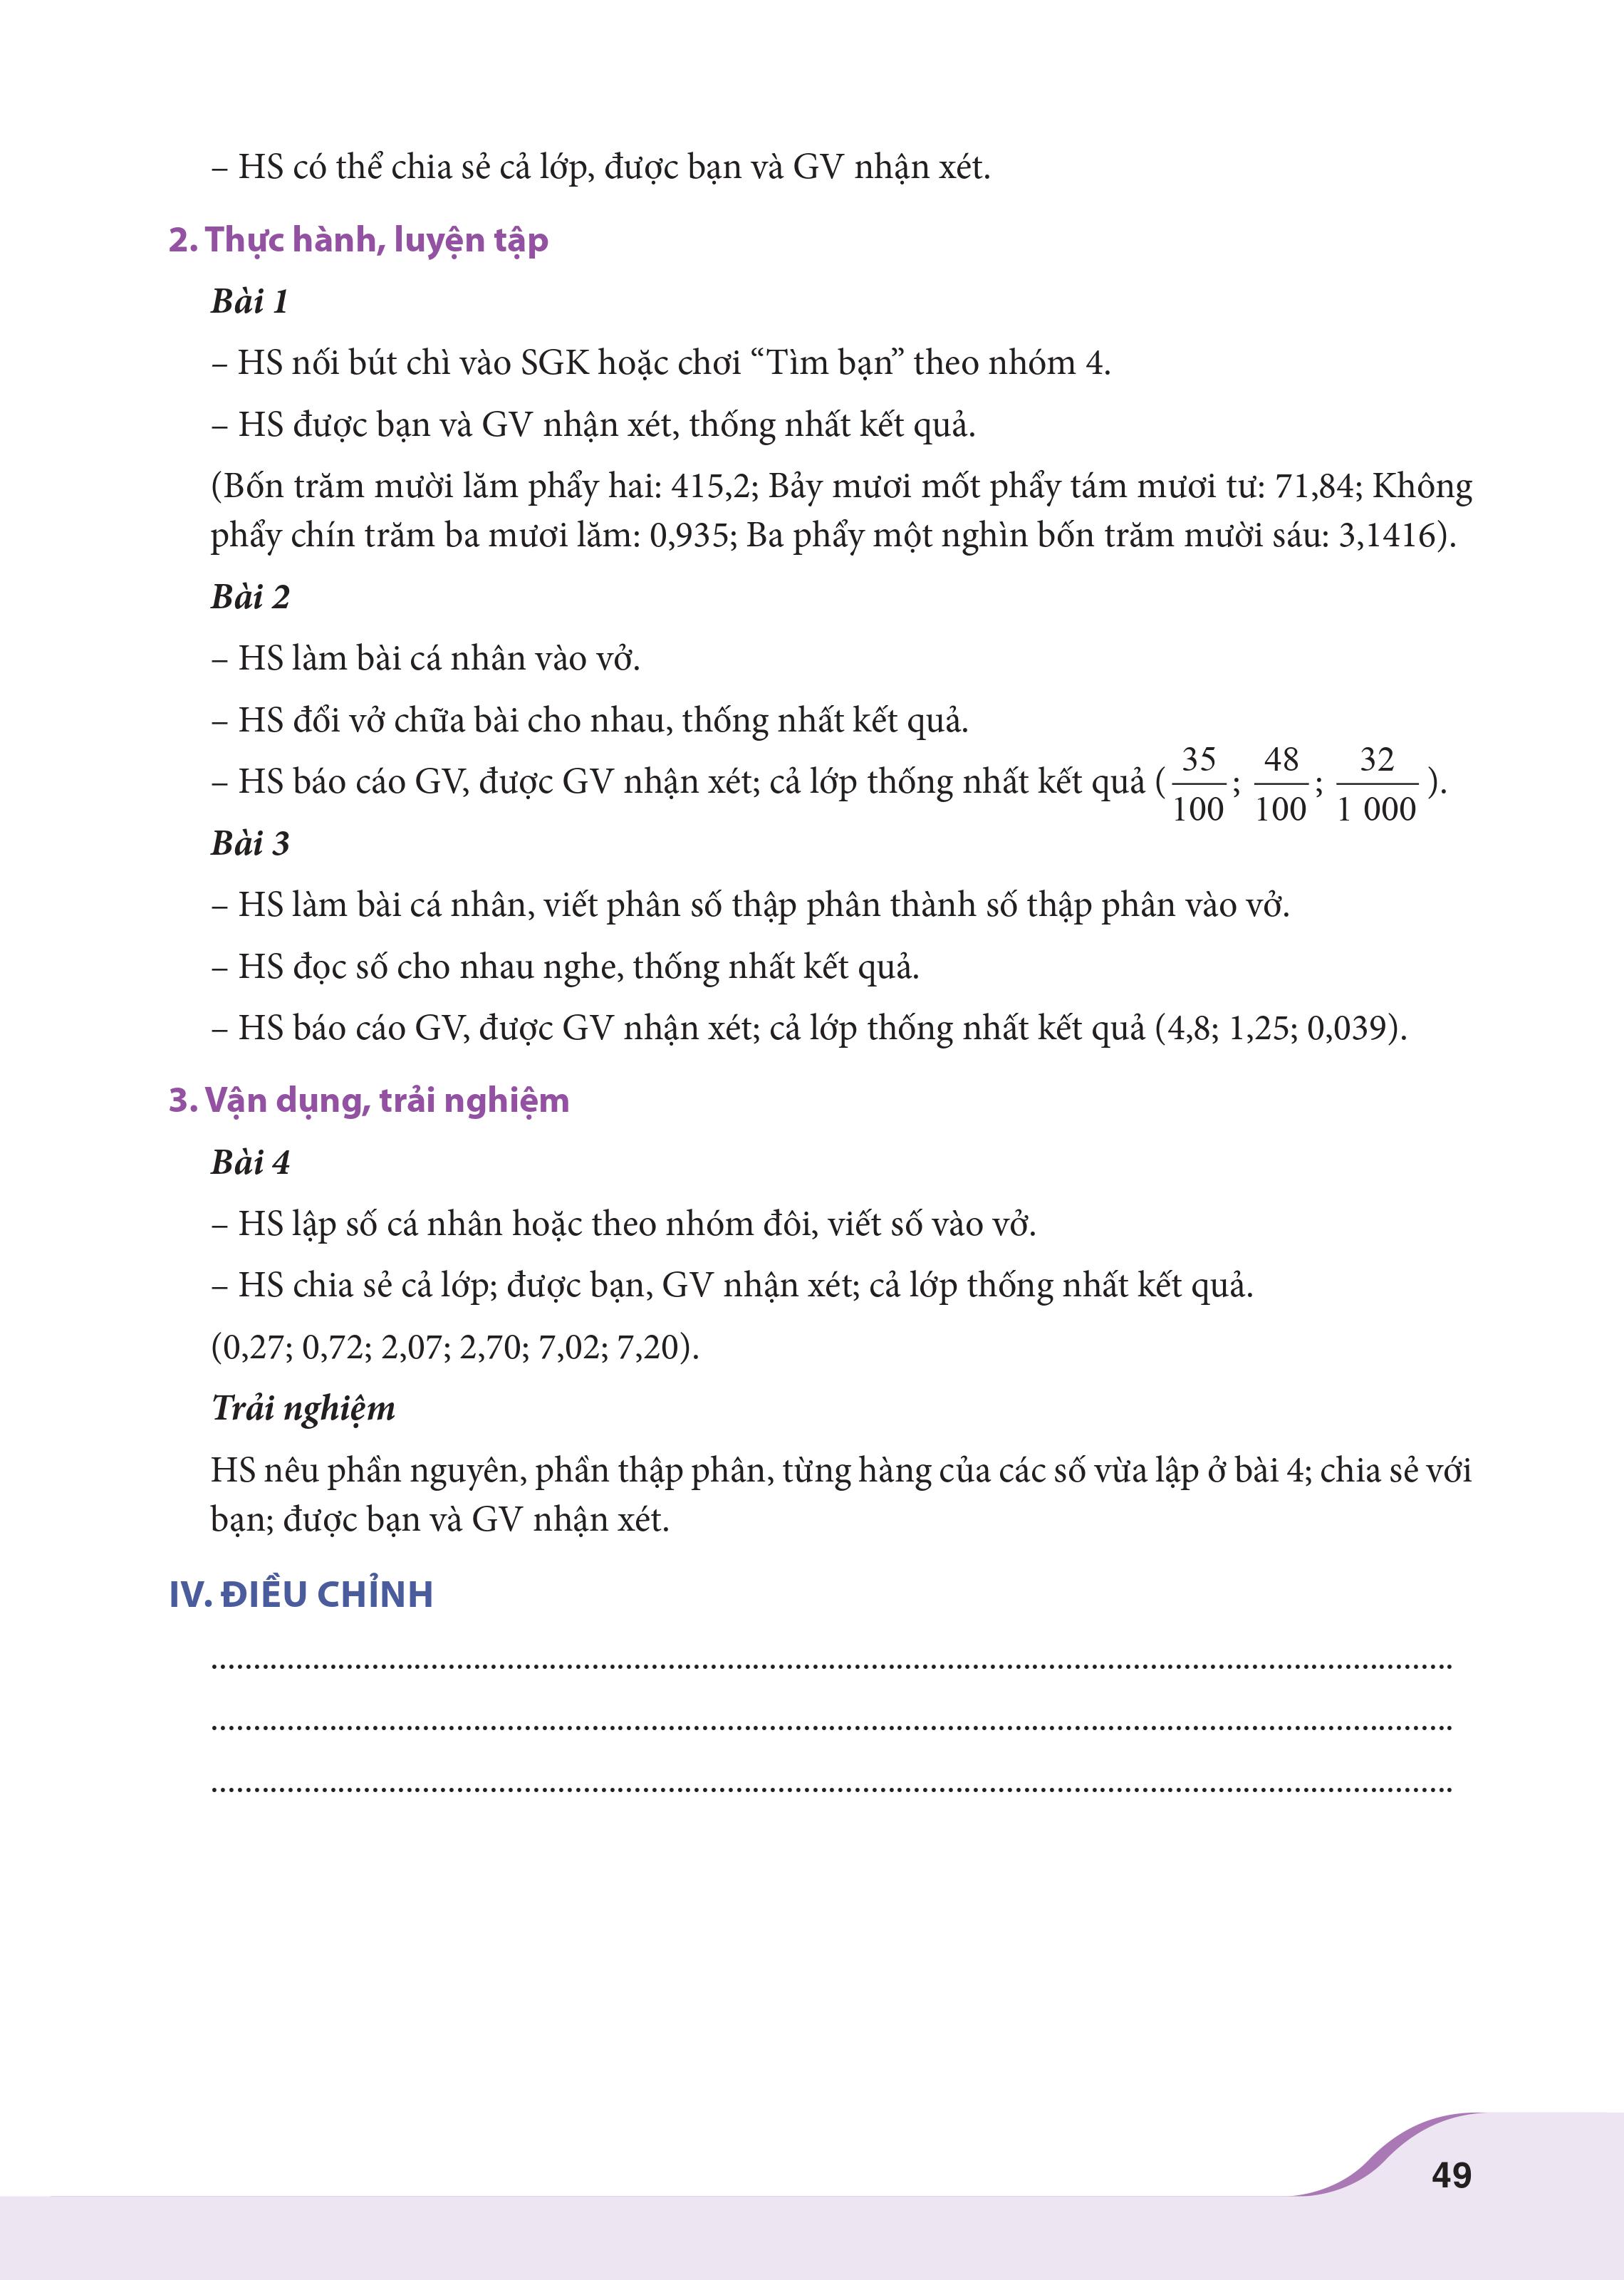 – HS có thể chia sẻ cả lớp, được bạn và GV nhận xét.
2. Thực hành, luyện tập
Bài 1
– HS nối bút chì vào SGK hoặc chơi “Tìm bạn” theo nhóm 4.
– HS được bạn và GV nhận xét, thống nhất kết quả.
(Bốn trăm mười lăm phẩy hai: 415,2; Bảy mươi mốt phẩy tám mươi tư: 71,84; Không
phẩy chín trăm ba mươi lăm: 0,935; Ba phẩy một nghìn bốn trăm mười sáu: 3,1416).
Bài 2
– HS làm bài cá nhân vào vở.
– HS đổi vở chữa bài cho nhau, thống nhất kết quả.
– HS báo cáo GV, được GV nhận xét; cả lớp thống nhất kết quả (35/100; 48/100; 32/1 000).
Bài 3
– HS làm bài cá nhân, viết phân số thập phân thành số thập phân vào vở.
– HS đọc số cho nhau nghe, thống nhất kết quả.
– HS báo cáo GV, được GV nhận xét; cả lớp thống nhất kết quả (4,8; 1,25; 0,039).
3. Vận dụng, trải nghiệm
Bài 4
– HS lập số cá nhân hoặc theo nhóm đôi, viết số vào vở.
– HS chia sẻ cả lớp; được bạn, GV nhận xét; cả lớp thống nhất kết quả.
(0,27; 0,72; 2,07; 2,70; 7,02; 7,20).
Trải nghiệm
HS nêu phần nguyên, phần thập phân, từng hàng của các số vừa lập ở bài 4; chia sẻ với
bạn; được bạn và GV nhận xét.
IV. ĐIỀU CHỈNH
49